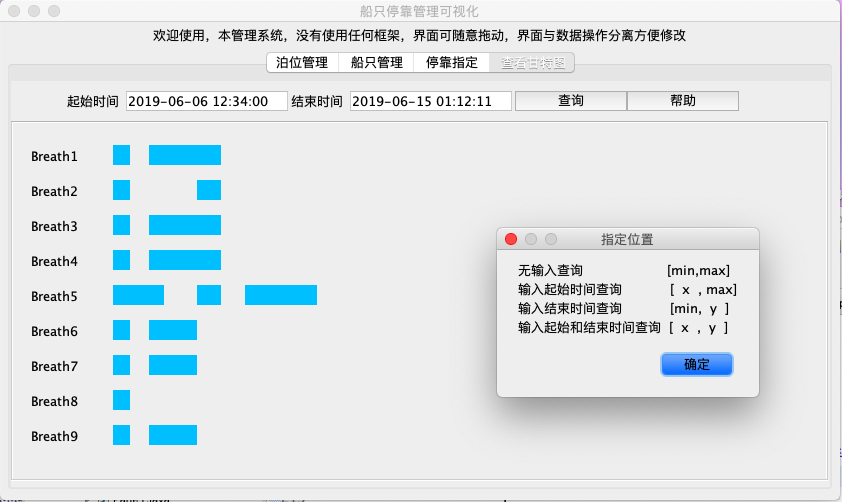 船只停靠管理可视化
欢迎使用，本管理系统，没有使用任何框架，界面可随意拖动，界面与数据操作分离方便修改
泊位管理 船只管理 停靠指定 查看甘特图
起始时间 2019-06-06 12:34:00 结束时间 2019-06-15 01:12:11 查询 帮助
Breath1
Breath2
Breath3
Breath4
Breath5
Breath6
Breath7
Breath8
Breath9
指定位置
无输入查询 [min,max]
输入起始时间查询 [ x , max]
输入结束时间查询 [min, y ]
输入起始和结束时间查询 [ x , y ]
确定